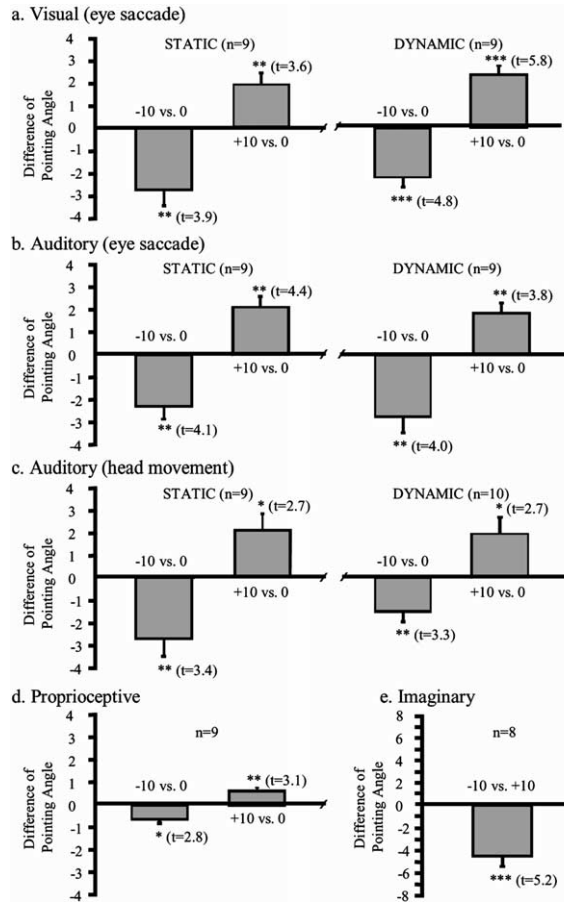 a. Visual (eye saccade)
STATIC (n=9)
DYNAMIC (n=9)
Difference of
Pointing Angle
4
3
2
1
0
-1
-2
-3
-4
-10 vs. 0
** (t=3.6)
+10 vs. 0
** (t=3.9)
-10 vs. 0
*** (t=5.8)
+10 vs. 0
*** (t=4.8)
b. Auditory (eye saccade)
STATIC (n=9)
DYNAMIC (n=9)
Difference of
Pointing Angle
4
3
2
1
0
-1
-2
-3
-4
-10 vs. 0
** (t=4.4)
+10 vs. 0
** (t=4.1)
-10 vs. 0
** (t=3.8)
+10 vs. 0
** (t=4.0)
c. Auditory (head movement)
STATIC (n=9)
DYNAMIC (n=10)
Difference of
Pointing Angle
4
3
2
1
0
-1
-2
-3
-4
-10 vs. 0
* (t=2.7)
+10 vs. 0
** (t=3.4)
-10 vs. 0
* (t=2.7)
+10 vs. 0
** (t=3.3)
d. Proprioceptive
n=9
Difference of
Pointing Angle
4
3
2
1
0
-1
-2
-3
-4
-10 vs. 0
** (t=3.1)
+10 vs. 0
* (t=2.8)
e. Imaginary
n=8
Difference of
Pointing Angle
8
6
4
2
0
-2
-4
-6
-8
-10 vs. +10
*** (t=5.2)